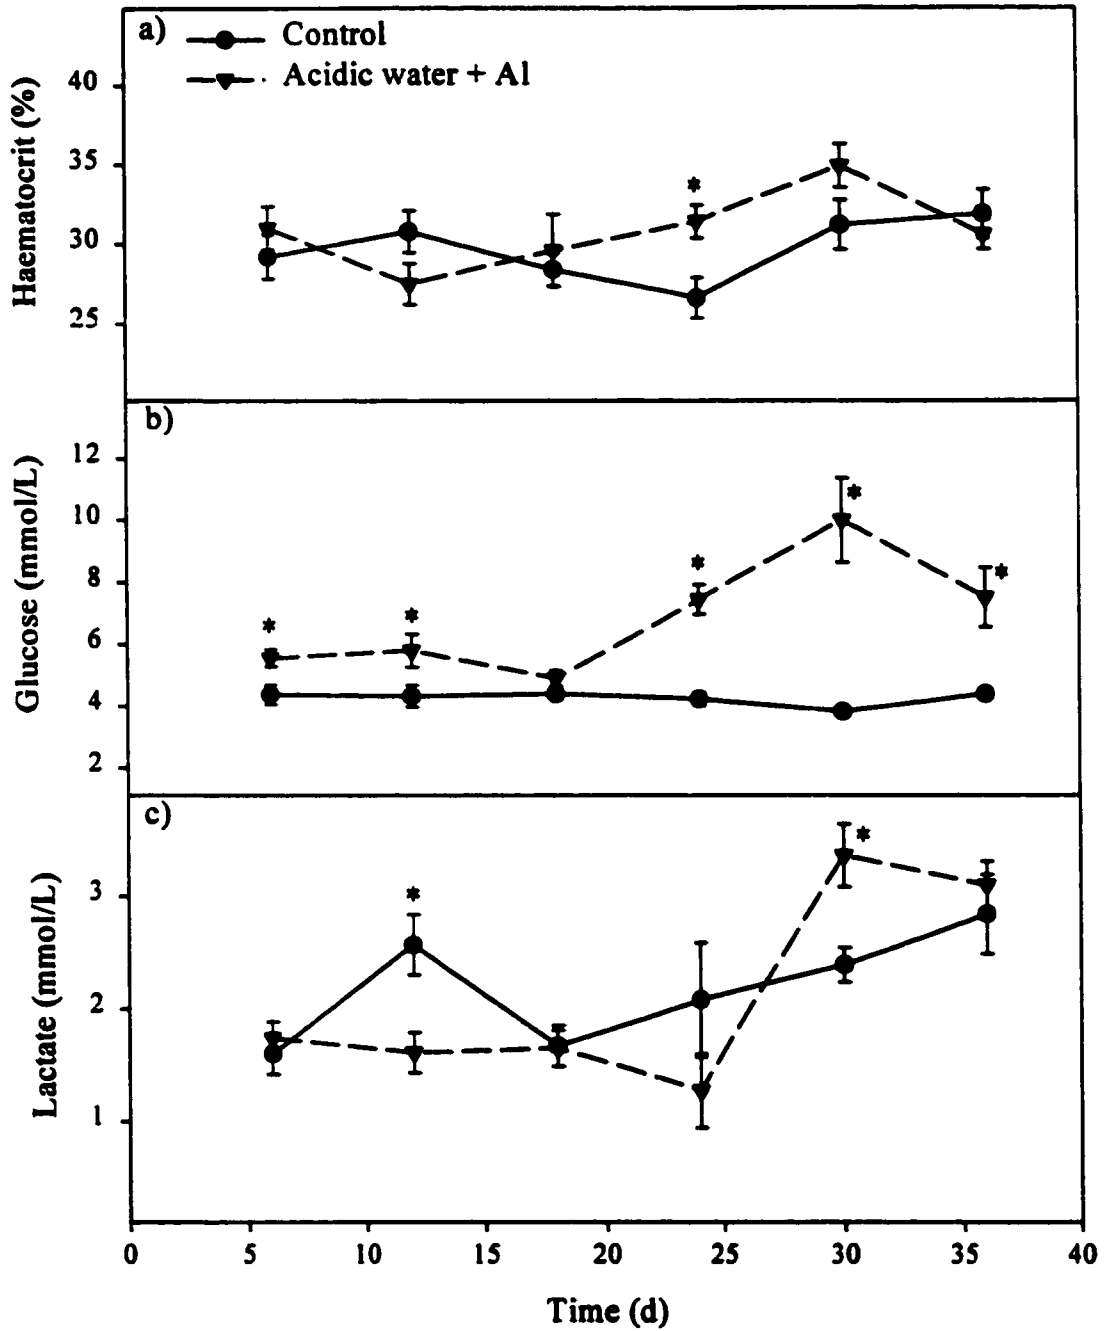 a)
Control
Acidic water + Al
Haematocrit (%)
40
35
30
25
*
b)
Glucose (mmol/L)
12
10
8
6
4
2
*
*
*
*
*
c)
Lactate (mmol/L)
3
2
1
*
*
0 5 10 15 20 25 30 35 40
Time (d)